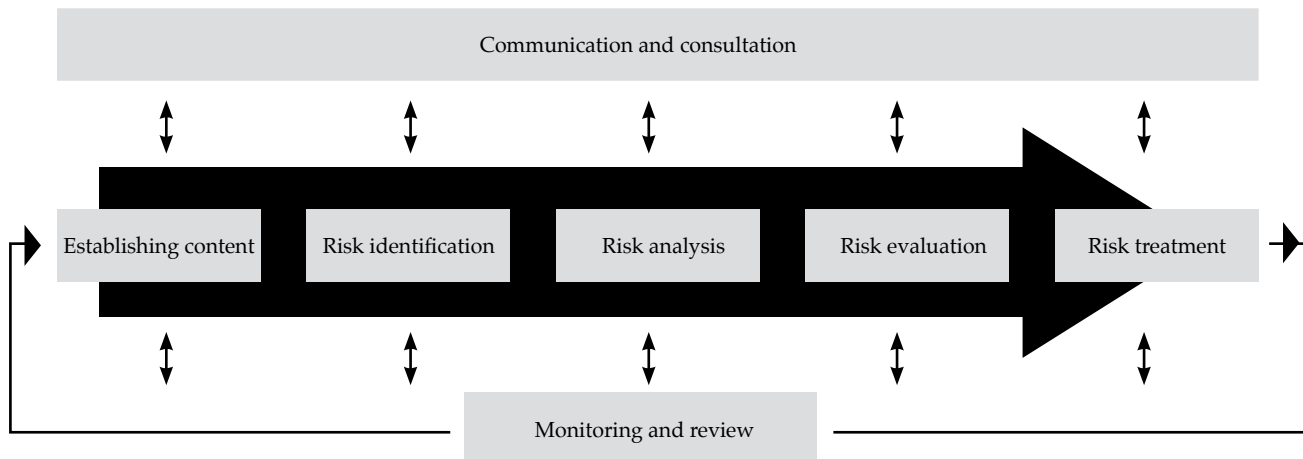 Communication and consultation
Establishing content
Risk identification
Risk analysis
Risk evaluation
Risk treatment
Monitoring and review